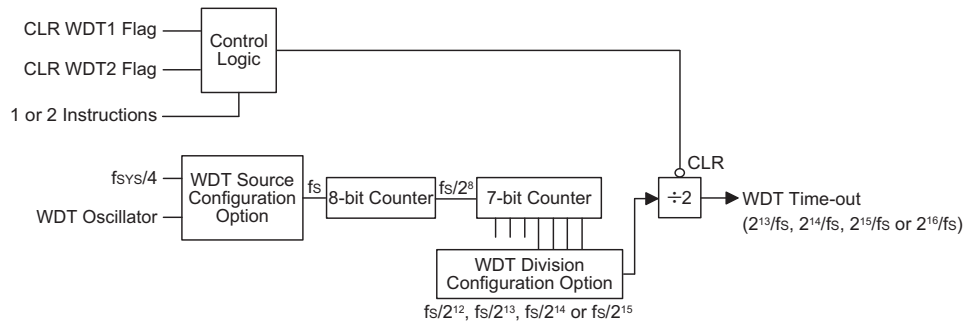 CLR WDT1 Flag
CLR WDT2 Flag
1 or 2 Instructions
Control
Logic
CLR
fSYS/4
WDT Oscillator
WDT Source
Configuration
Option
fS
8-bit Counter
fS/2⁸
7-bit Counter
÷2
WDT Time-out
(2¹³/fS, 2¹⁴/fS, 2¹⁵/fS or 2¹⁶/fS)
WDT Division
Configuration Option
fS/2¹², fS/2¹³, fS/2¹⁴ or fS/2¹⁵